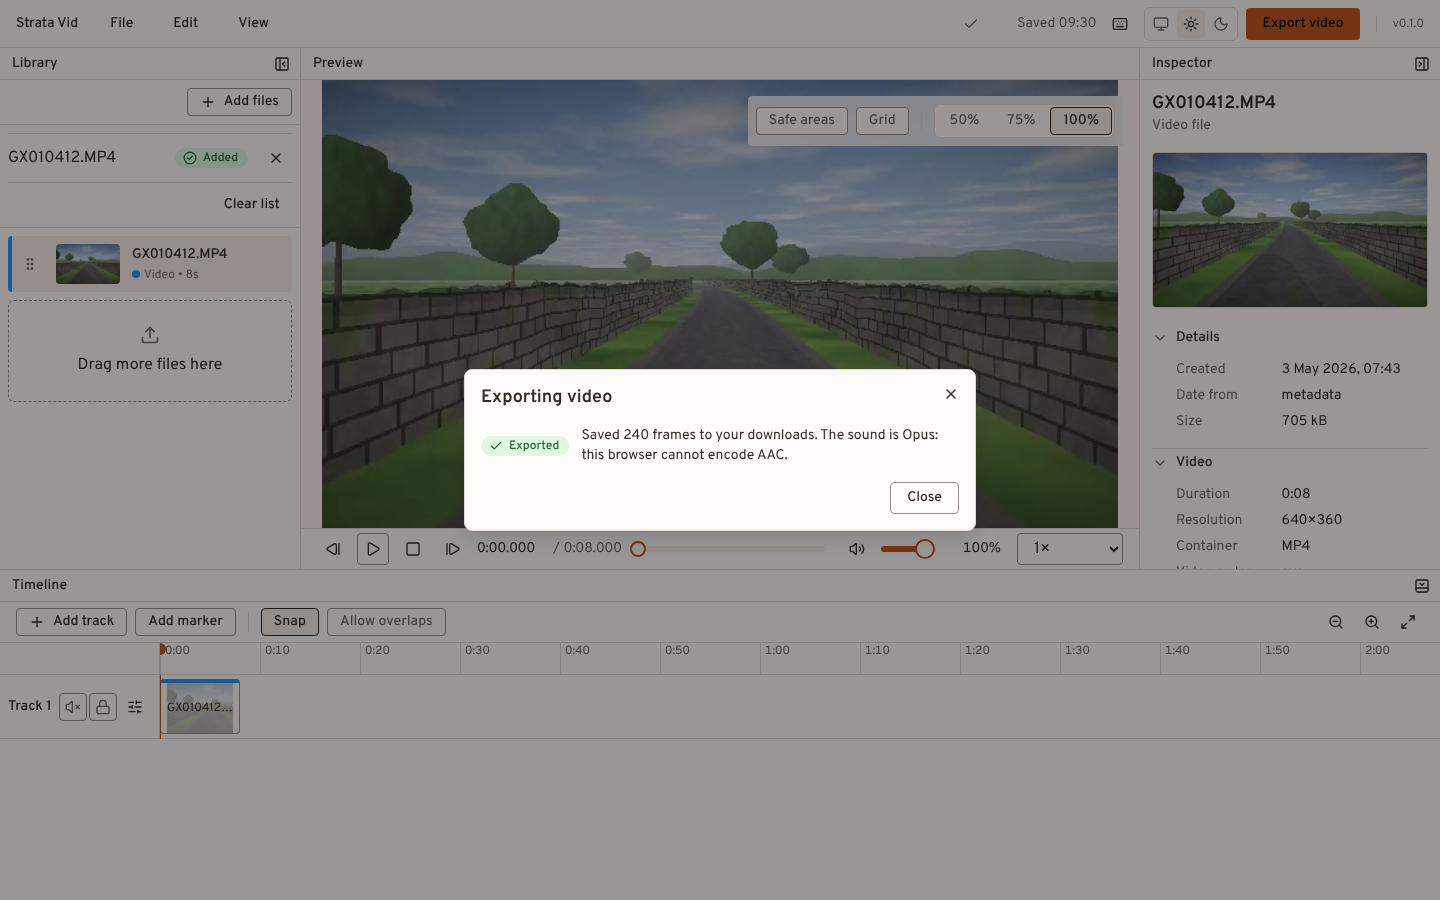 Strata Vid File Edit View Saved 09:30 Export video v0.1.0
Library
Add files
GX010412.MP4 Added
Clear list
GX010412.MP4
Video • 8s
Drag more files here
Preview
Safe areas Grid 50% 75% 100%
Exporting video
Exported
Saved 240 frames to your downloads. The sound is Opus:
this browser cannot encode AAC.
Close
0:00.000 / 0:08.000 100% 1×
Inspector
GX010412.MP4
Video file
Details
Created 3 May 2026, 07:43
Date from metadata
Size 705 kB
Video
Duration 0:08
Resolution 640×360
Container MP4
Timeline
Add track Add marker Snap Allow overlaps
0:00 0:10 0:20 0:30 0:40 0:50 1:00 1:10 1:20 1:30 1:40 1:50 2:00
Track 1 GX010412...